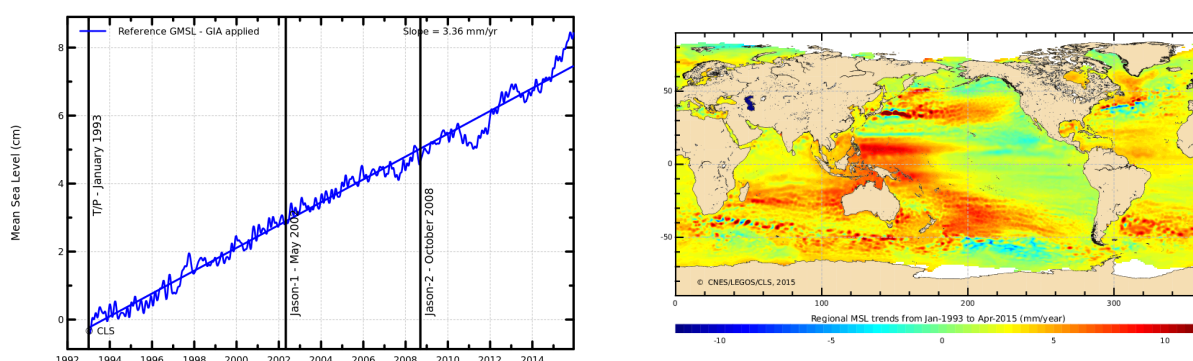 Reference GMSL - GIA applied
Slope = 3.36 mm/yr
Mean Sea Level (cm)
8
6
4
2
0
T/P - January 1993
Jason-1 - May 200
Jason-2 - October 2008
© CLS
1992 1994 1996 1998 2000 2002 2004 2006 2008 2010 2012 2014
50
0
-50
© CNES/LEGOS/CLS, 2015
0 100 200 300
Regional MSL trends from Jan-1993 to Apr-2015 (mm/year)
-10 -5 0 5 10